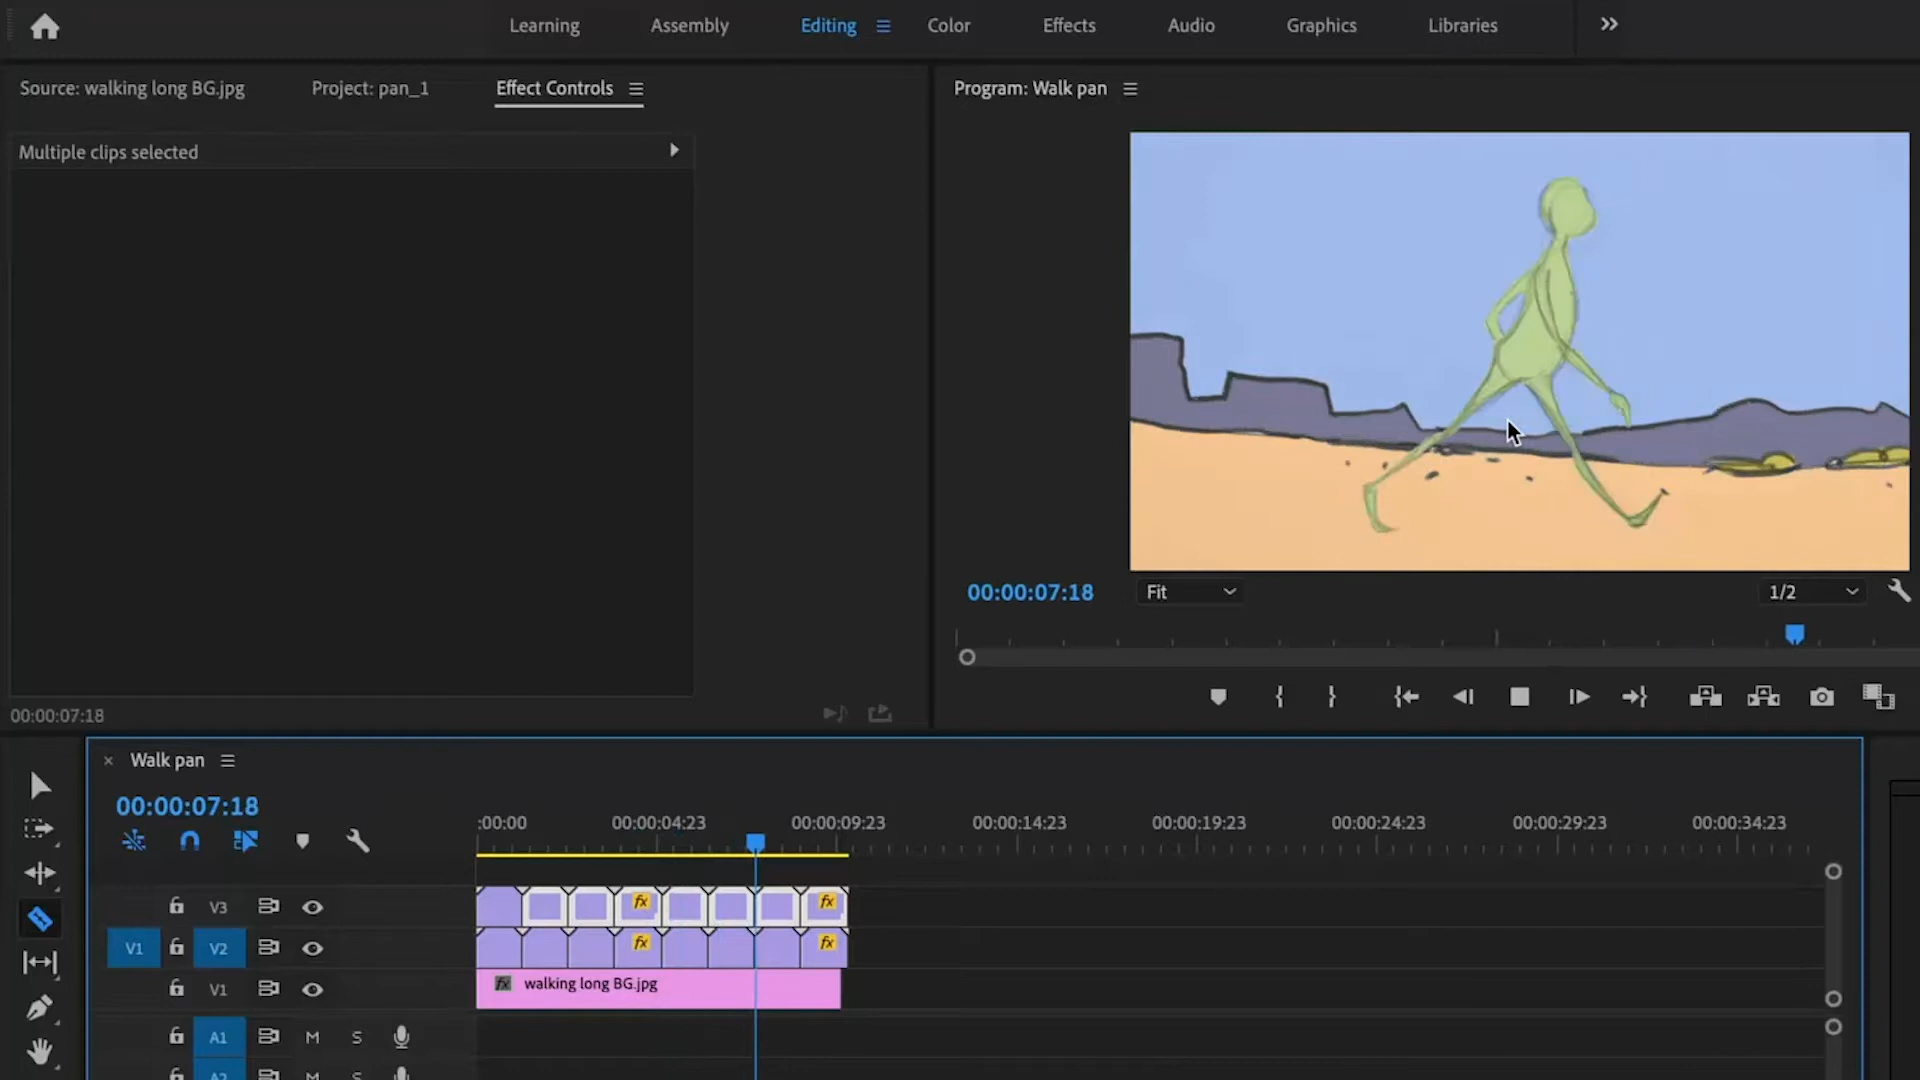 Learning Assembly Editing Color Effects Audio Graphics Libraries
Source: walking long BG.jpg Project: pan_1 Effect Controls
Program: Walk pan
Multiple clips selected
00:00:07:18 Fit 1/2
00:00:07:18
× Walk pan
00:00:07:18
:00:00 00:00:04:23 00:00:09:23 00:00:14:23 00:00:19:23 00:00:24:23 00:00:29:23 00:00:34:23
V3 fx fx
V1 V2 fx fx
V1 fx walking long BG.jpg
A1 M S
A2 M S